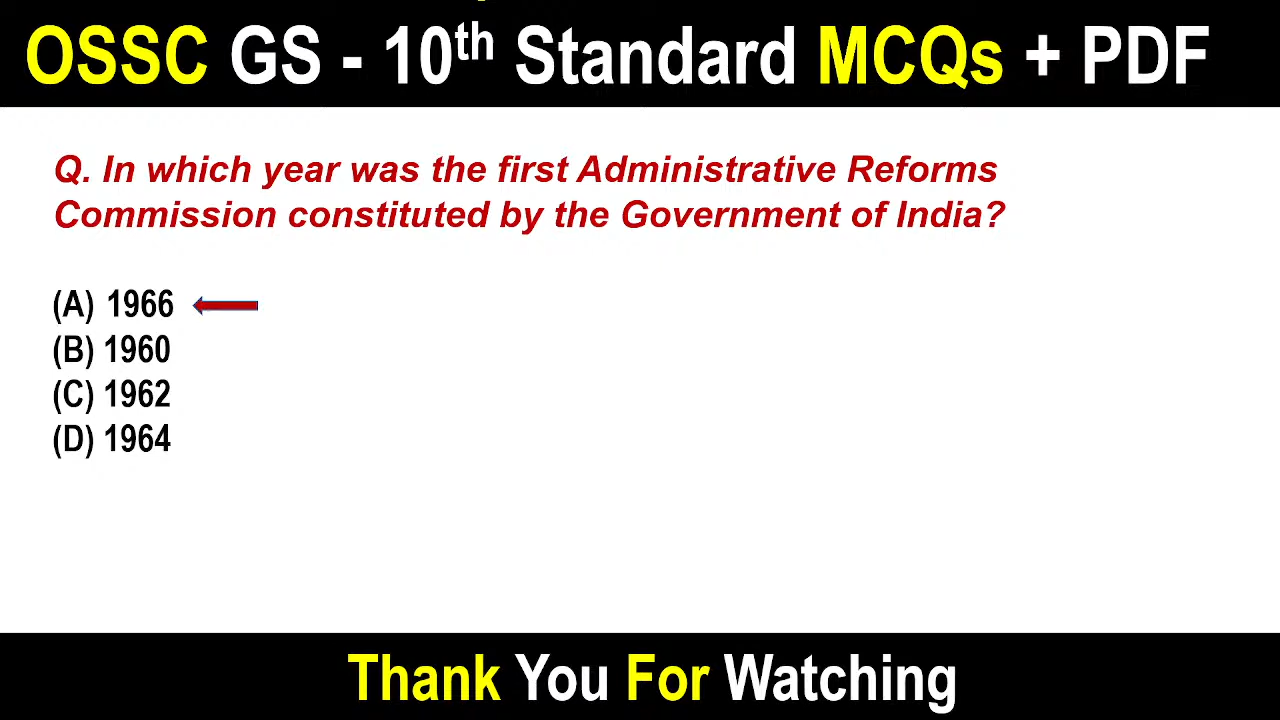 OSSC GS - 10th Standard MCQs + PDF
Q. In which year was the first Administrative Reforms
Commission constituted by the Government of India?
(A) 1966
(B) 1960
(C) 1962
(D) 1964
Thank You For Watching